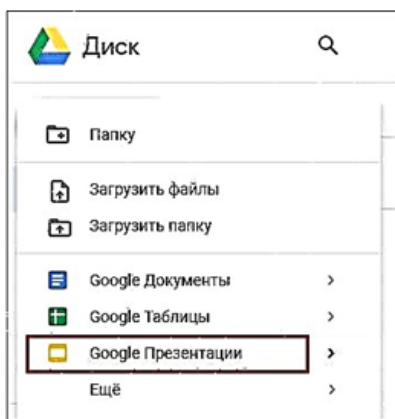 Диск
Папку
Загрузить файлы
Загрузить папку
Google Документы
Google Таблицы
Google Презентации
Ещё